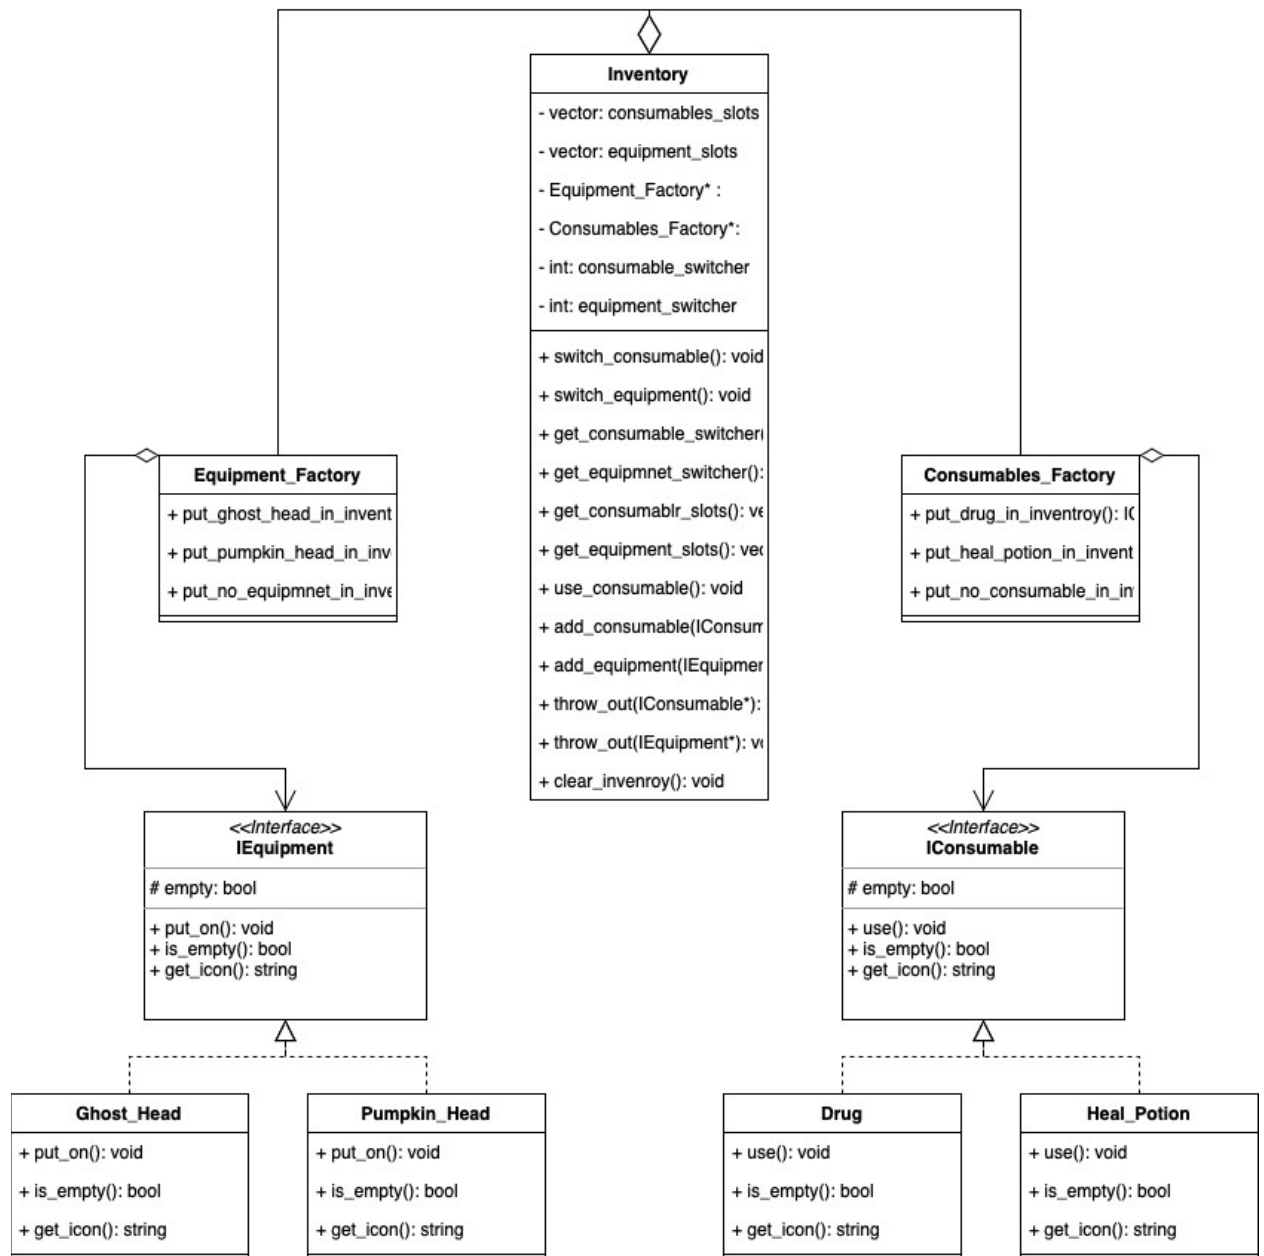 Inventory
- vector: consumables_slots
- vector: equipment_slots
- Equipment_Factory* :
- Consumables_Factory*:
- int: consumable_switcher
- int: equipment_switcher
+ switch_consumable(): void
+ switch_equipment(): void
+ get_consumable_switcher(
+ get_equipmnet_switcher():
+ get_consumablr_slots(): ve
+ get_equipment_slots(): vec
+ use_consumable(): void
+ add_consumable(IConsum
+ add_equipment(IEquipmer
+ throw_out(IConsumable*):
+ throw_out(IEquipment*): v
+ clear_invenroy(): void
Equipment_Factory
+ put_ghost_head_in_invent
+ put_pumpkin_head_in_inv
+ put_no_equipmnet_in_inve
Consumables_Factory
+ put_drug_in_inventroy(): IC
+ put_heal_potion_in_invent
+ put_no_consumable_in_in
<<Interface>>
IEquipment
# empty: bool
+ put_on(): void
+ is_empty(): bool
+ get_icon(): string
<<Interface>>
IConsumable
# empty: bool
+ use(): void
+ is_empty(): bool
+ get_icon(): string
Ghost_Head
+ put_on(): void
+ is_empty(): bool
+ get_icon(): string
Pumpkin_Head
+ put_on(): void
+ is_empty(): bool
+ get_icon(): string
Drug
+ use(): void
+ is_empty(): bool
+ get_icon(): string
Heal_Potion
+ use(): void
+ is_empty(): bool
+ get_icon(): string